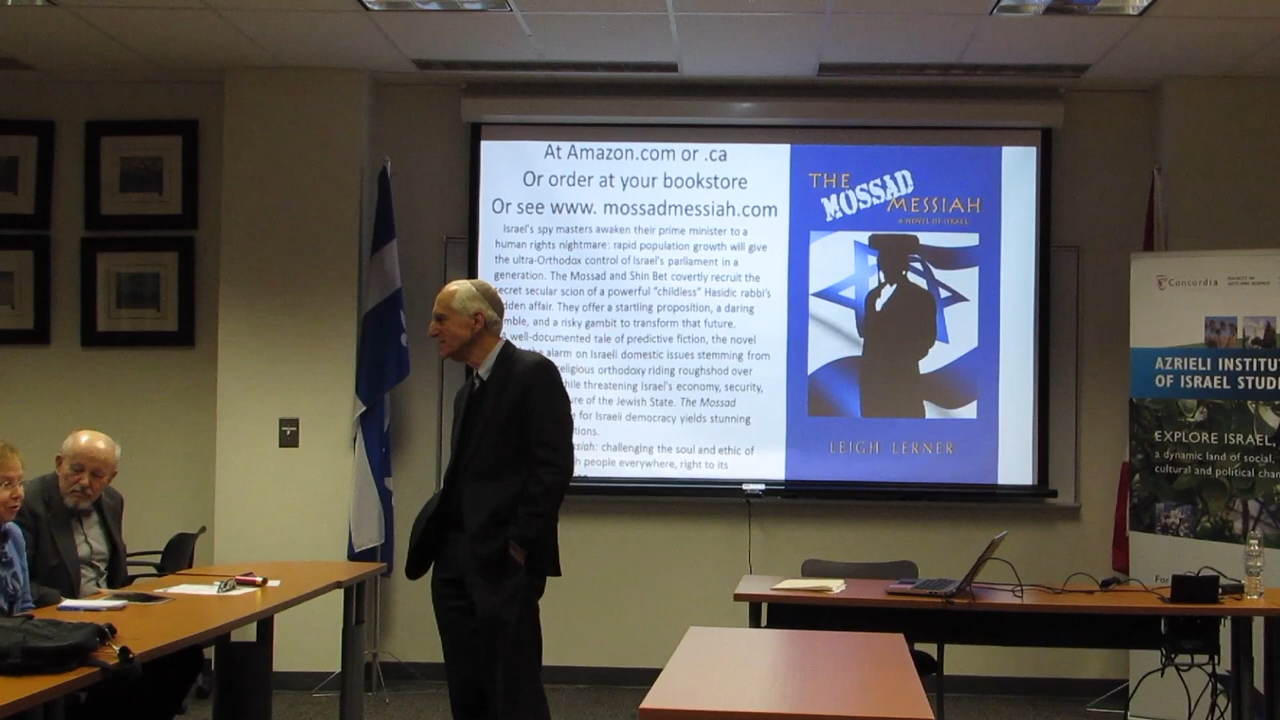 At Amazon.com or .ca
Or order at your bookstore
Or see www. mossadmessiah.com
Israel's spy masters awaken their prime minister to a
human rights nightmare: rapid population growth will give
the ultra-Orthodox control of Israel's parliament in a
generation. The Mossad and Shin Bet covertly recruit the
secret secular scion of a powerful "childless" Hasidic rabbi's
affair. They offer a startling proposition, a daring
and a risky gambit to transform that future.
A well-documented tale of predictive fiction, the novel
the alarm on Israeli domestic issues stemming from
religious orthodoxy riding roughshod over
while threatening Israel's economy, security,
of the Jewish State. The Mossad
for Israeli democracy yields stunning
challenging the soul and ethic of
people everywhere, right to its
THE
MOSSAD
MESSIAH
A NOVEL OF ISRAEL
LEIGH LERNER
Concordia
AZRIELI
OF ISRAEL
EXPLORE ISRAEL,
a dynamic land of social,
cultural and political